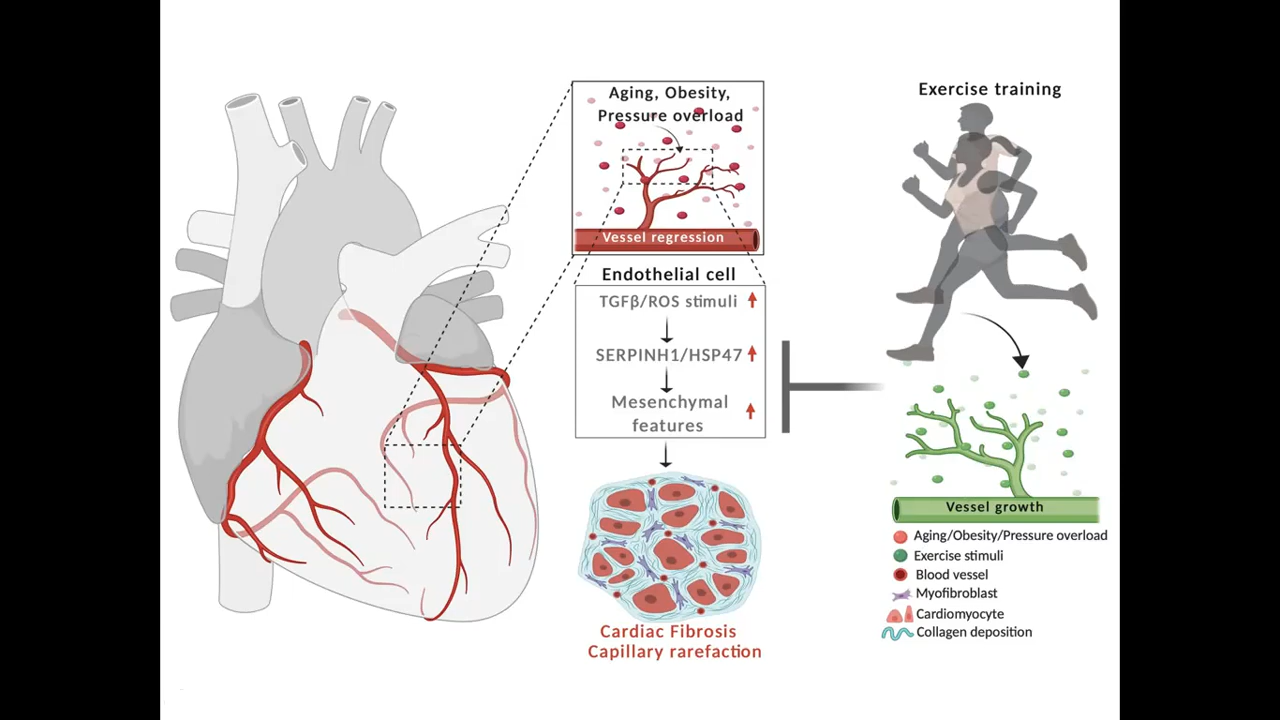 Aging, Obesity,
Pressure overload
Vessel regression
Endothelial cell
TGFβ/ROS stimuli
SERPINH1/HSP47
Mesenchymal
features
Cardiac Fibrosis
Capillary rarefaction
Exercise training
Vessel growth
Aging/Obesity/Pressure overload
Exercise stimuli
Blood vessel
Myofibroblast
Cardiomyocyte
Collagen deposition